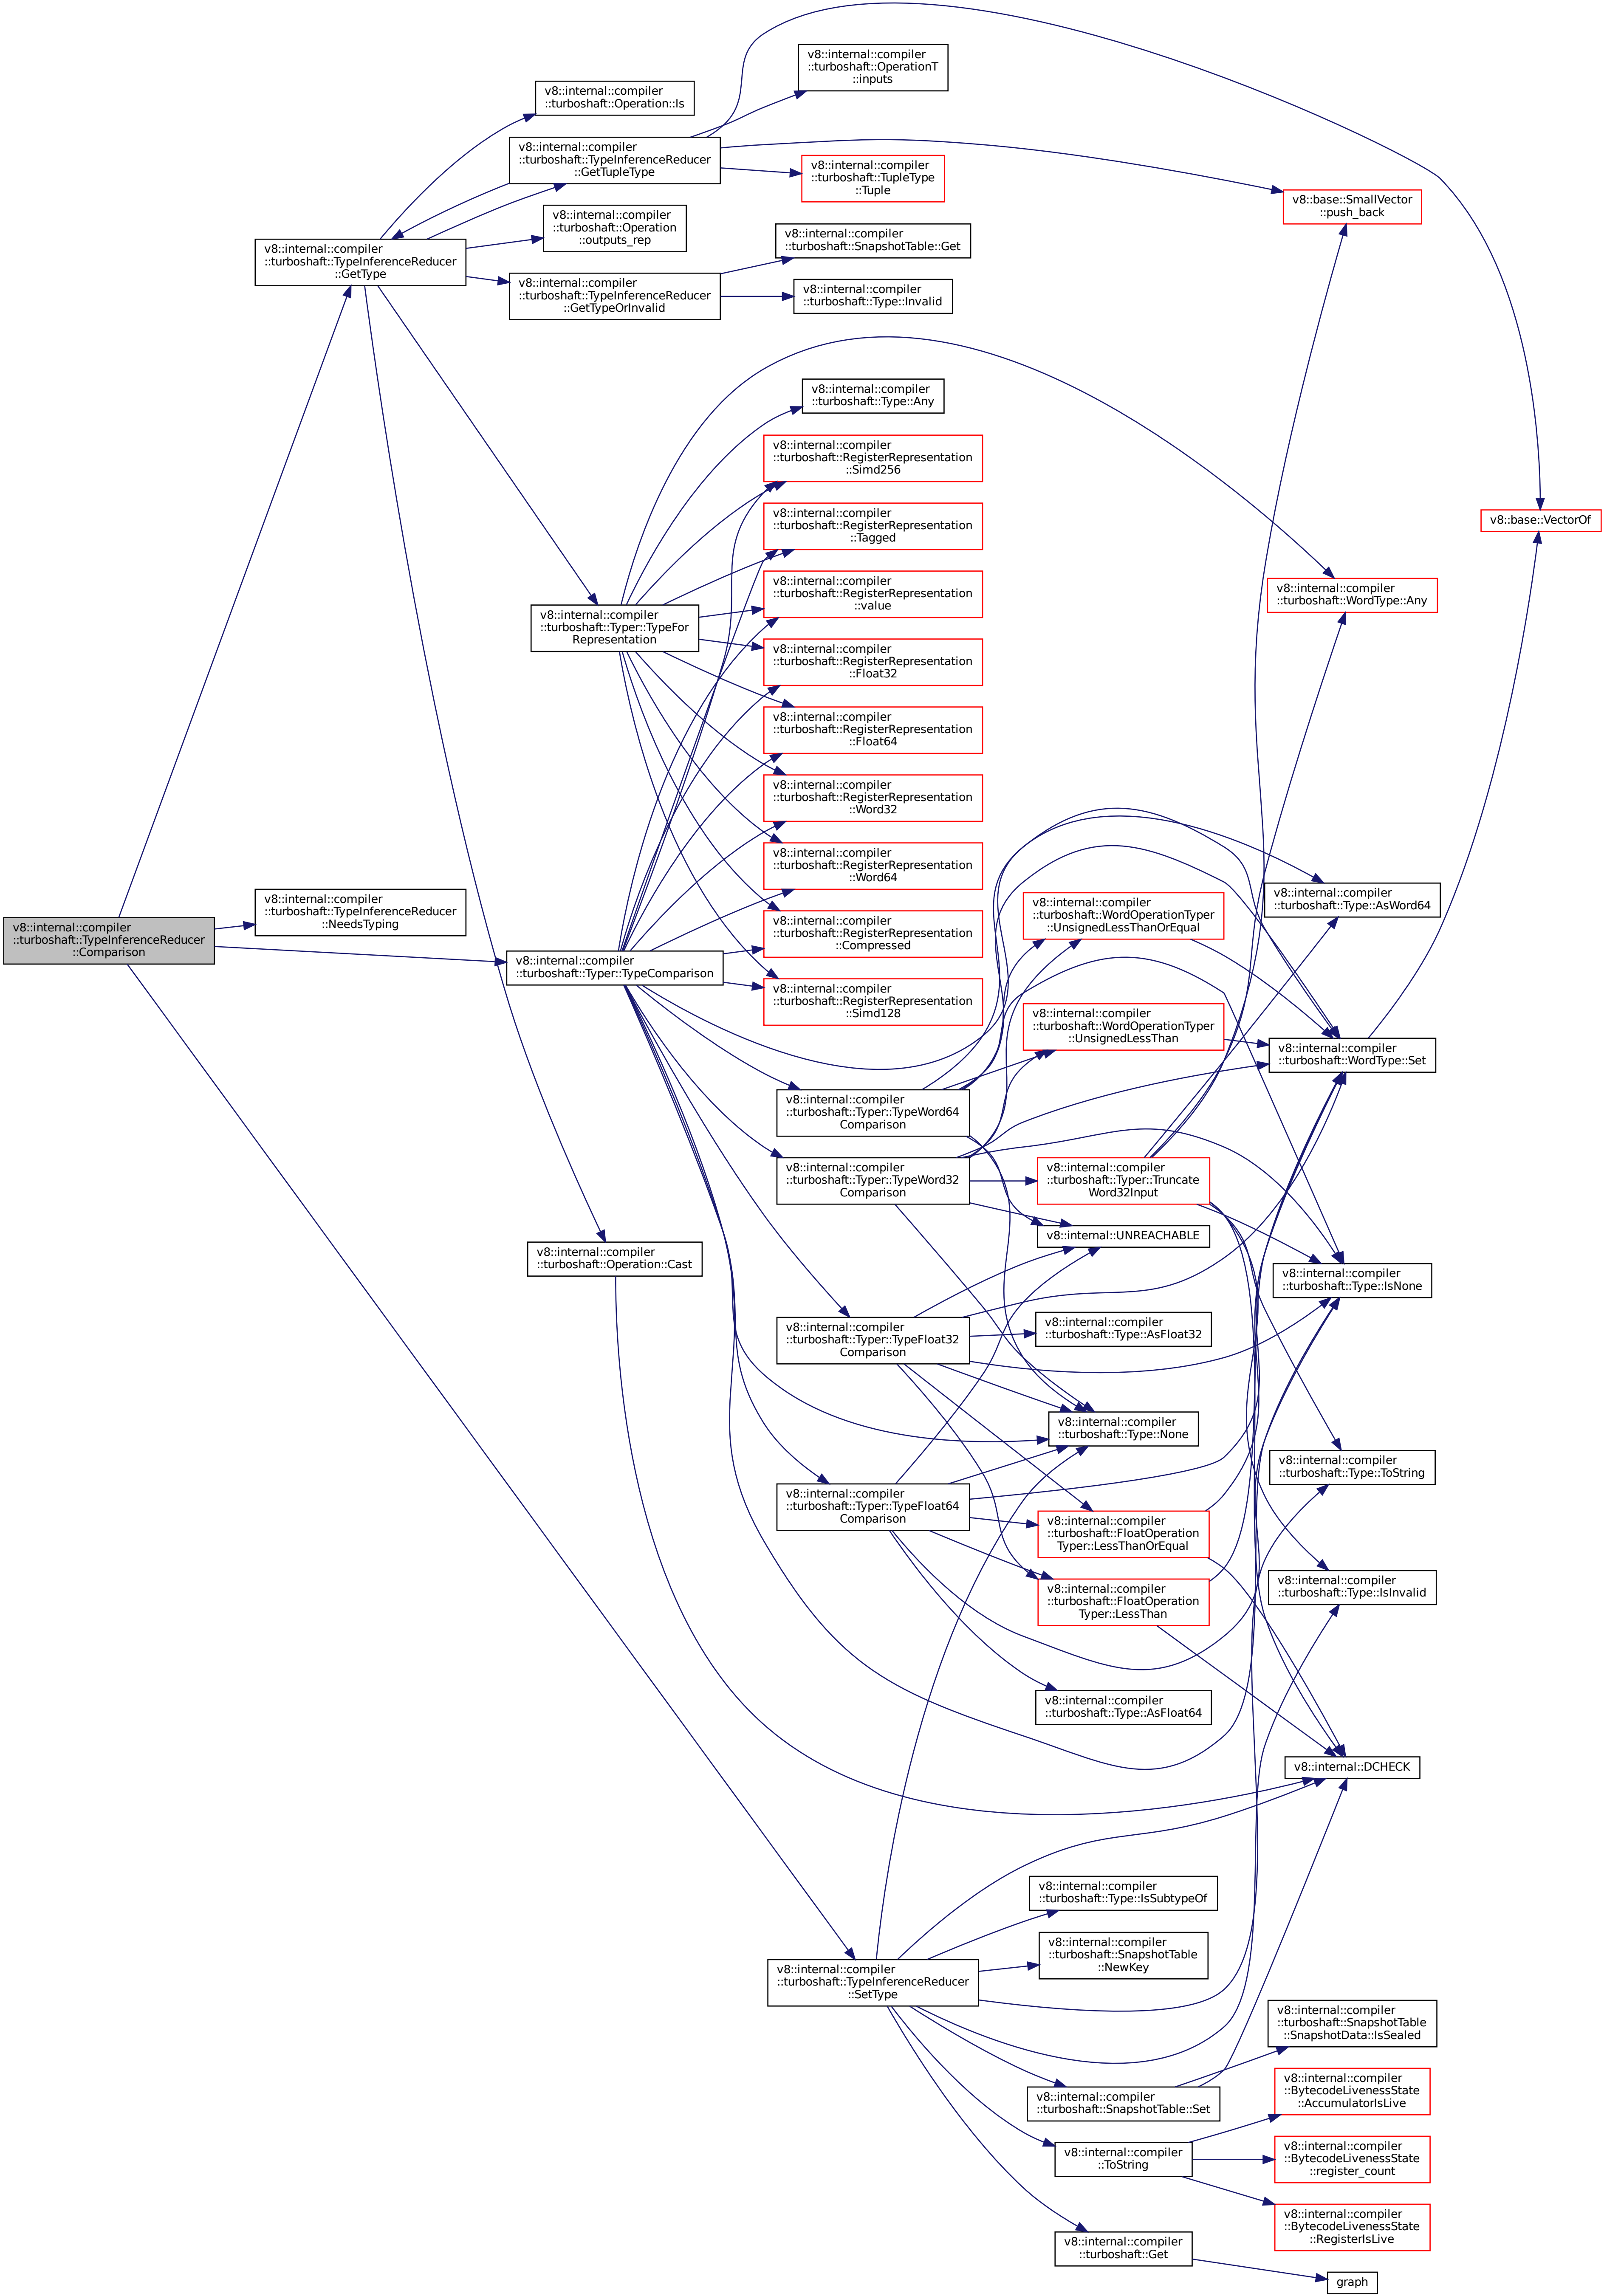 v8::internal::compiler
::turboshaft::TypeInferenceReducer
::Comparison
v8::internal::compiler
::turboshaft::TypeInferenceReducer
::GetType
v8::internal::compiler
::turboshaft::TypeInferenceReducer
::NeedsTyping
v8::internal::compiler
::turboshaft::Operation::Is
v8::internal::compiler
::turboshaft::TypeInferenceReducer
::GetTupleType
v8::internal::compiler
::turboshaft::Operation
::outputs_rep
v8::internal::compiler
::turboshaft::TypeInferenceReducer
::GetTypeOrInvalid
v8::internal::compiler
::turboshaft::Typer::TypeFor
Representation
v8::internal::compiler
::turboshaft::Typer::TypeComparison
v8::internal::compiler
::turboshaft::Operation::Cast
v8::internal::compiler
::turboshaft::OperationT
::inputs
v8::internal::compiler
::turboshaft::TupleType
::Tuple
v8::internal::compiler
::turboshaft::SnapshotTable::Get
v8::internal::compiler
::turboshaft::Type::Invalid
v8::internal::compiler
::turboshaft::Type::Any
v8::internal::compiler
::turboshaft::RegisterRepresentation
::Simd256
v8::internal::compiler
::turboshaft::RegisterRepresentation
::Tagged
v8::internal::compiler
::turboshaft::RegisterRepresentation
::value
v8::internal::compiler
::turboshaft::RegisterRepresentation
::Float32
v8::internal::compiler
::turboshaft::RegisterRepresentation
::Float64
v8::internal::compiler
::turboshaft::RegisterRepresentation
::Word32
v8::internal::compiler
::turboshaft::RegisterRepresentation
::Word64
v8::internal::compiler
::turboshaft::RegisterRepresentation
::Compressed
v8::internal::compiler
::turboshaft::RegisterRepresentation
::Simd128
v8::internal::compiler
::turboshaft::Typer::TypeWord64
Comparison
v8::internal::compiler
::turboshaft::Typer::TypeWord32
Comparison
v8::internal::compiler
::turboshaft::Typer::TypeFloat32
Comparison
v8::internal::compiler
::turboshaft::Typer::TypeFloat64
Comparison
v8::internal::compiler
::turboshaft::TypeInferenceReducer
::SetType
v8::internal::compiler
::turboshaft::WordOperationTyper
::UnsignedLessThanOrEqual
v8::internal::compiler
::turboshaft::WordOperationTyper
::UnsignedLessThan
v8::internal::compiler
::turboshaft::Typer::Truncate
Word32Input
v8::internal::UNREACHABLE
v8::internal::compiler
::turboshaft::Type::AsFloat32
v8::internal::compiler
::turboshaft::Type::None
v8::internal::compiler
::turboshaft::FloatOperation
Typer::LessThanOrEqual
v8::internal::compiler
::turboshaft::FloatOperation
Typer::LessThan
v8::internal::compiler
::turboshaft::Type::AsFloat64
v8::internal::compiler
::turboshaft::Type::IsSubtypeOf
v8::internal::compiler
::turboshaft::SnapshotTable
::NewKey
v8::internal::compiler
::turboshaft::SnapshotTable::Set
v8::internal::compiler
::ToString
v8::internal::compiler
::turboshaft::Get
v8::base::SmallVector
::push_back
v8::internal::compiler
::turboshaft::WordType::Any
v8::internal::compiler
::turboshaft::Type::AsWord64
v8::internal::compiler
::turboshaft::WordType::Set
v8::internal::compiler
::turboshaft::Type::IsNone
v8::internal::compiler
::turboshaft::Type::ToString
v8::internal::compiler
::turboshaft::Type::IsInvalid
v8::internal::DCHECK
v8::internal::compiler
::turboshaft::SnapshotTable
::SnapshotData::IsSealed
v8::internal::compiler
::BytecodeLivenessState
::AccumulatorIsLive
v8::internal::compiler
::BytecodeLivenessState
::register_count
v8::internal::compiler
::BytecodeLivenessState
::RegisterIsLive
graph
v8::base::VectorOf